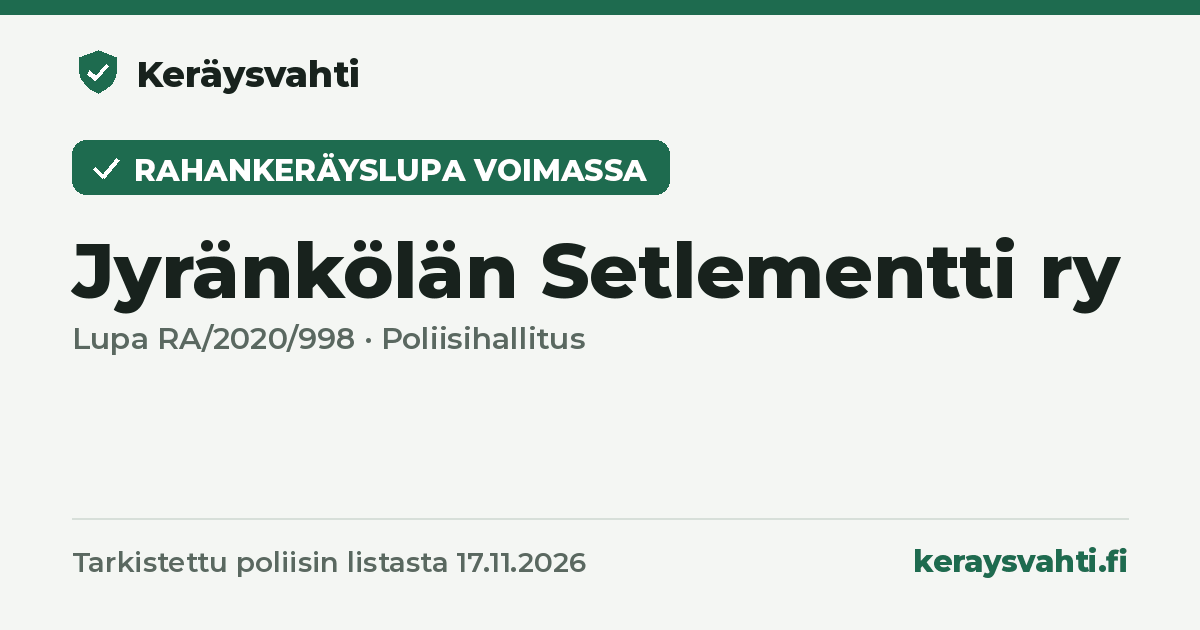 Keräysvahti
RAHANKERÄYSLUPA VOIMASSA
Jyränkölän Setlementti ry
Lupa RA/2020/998 · Poliisihallitus
Tarkistettu poliisin listasta 17.11.2026
keraysvahti.fi